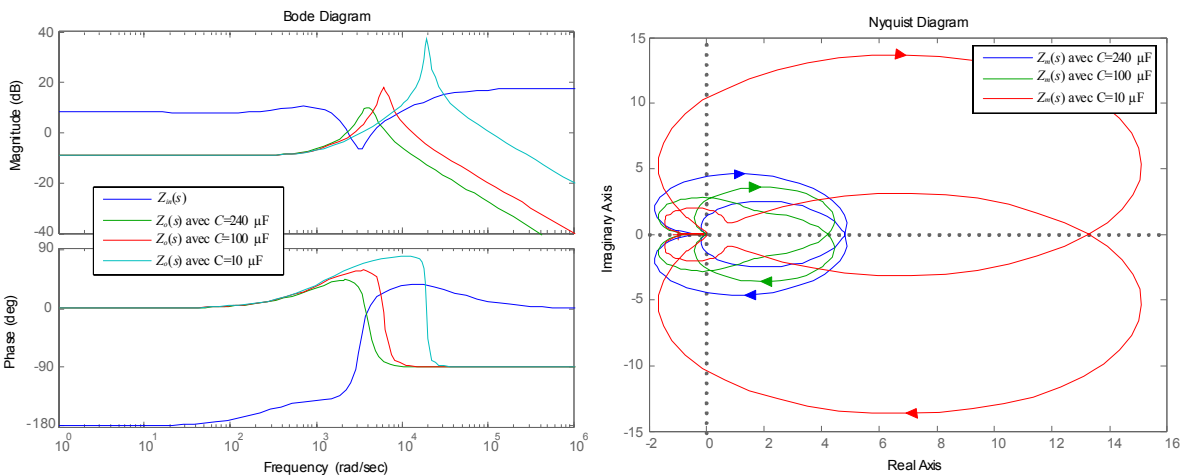 Bode Diagram
40
20
0
-20
-40
Magnitude (dB)
Zin(s)
Zo(s) avec C=240 µF
Zo(s) avec C=100 µF
Zo(s) avec C=10 µF
90
0
-90
-180
Phase (deg)
10^0 10^1 10^2 10^3 10^4 10^5 10^6
Frequency (rad/sec)
Nyquist Diagram
15
10
5
0
-5
-10
-15
Imaginary Axis
Zm(s) avec C=240 µF
Zm(s) avec C=100 µF
Zm(s) avec C=10 µF
-2 0 2 4 6 8 10 12 14 16
Real Axis